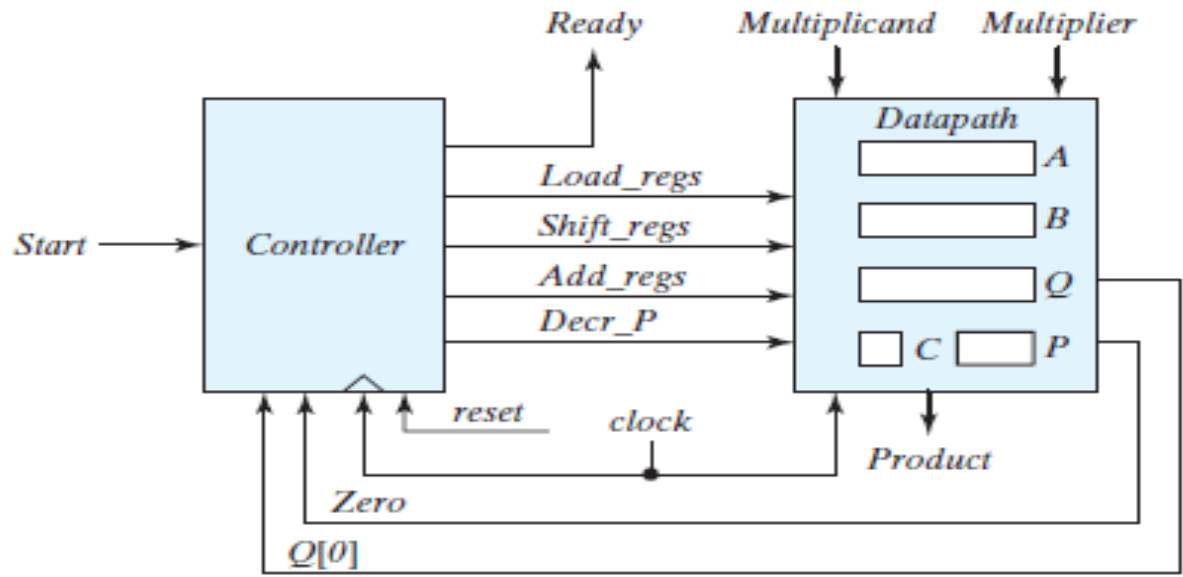 Ready
Multiplicand
Multiplier
Datapath
A
Load_regs
B
Shift_regs
Start
Controller
Add_regs
Q
Decr_P
C
P
reset
clock
Product
Zero
Q[0]